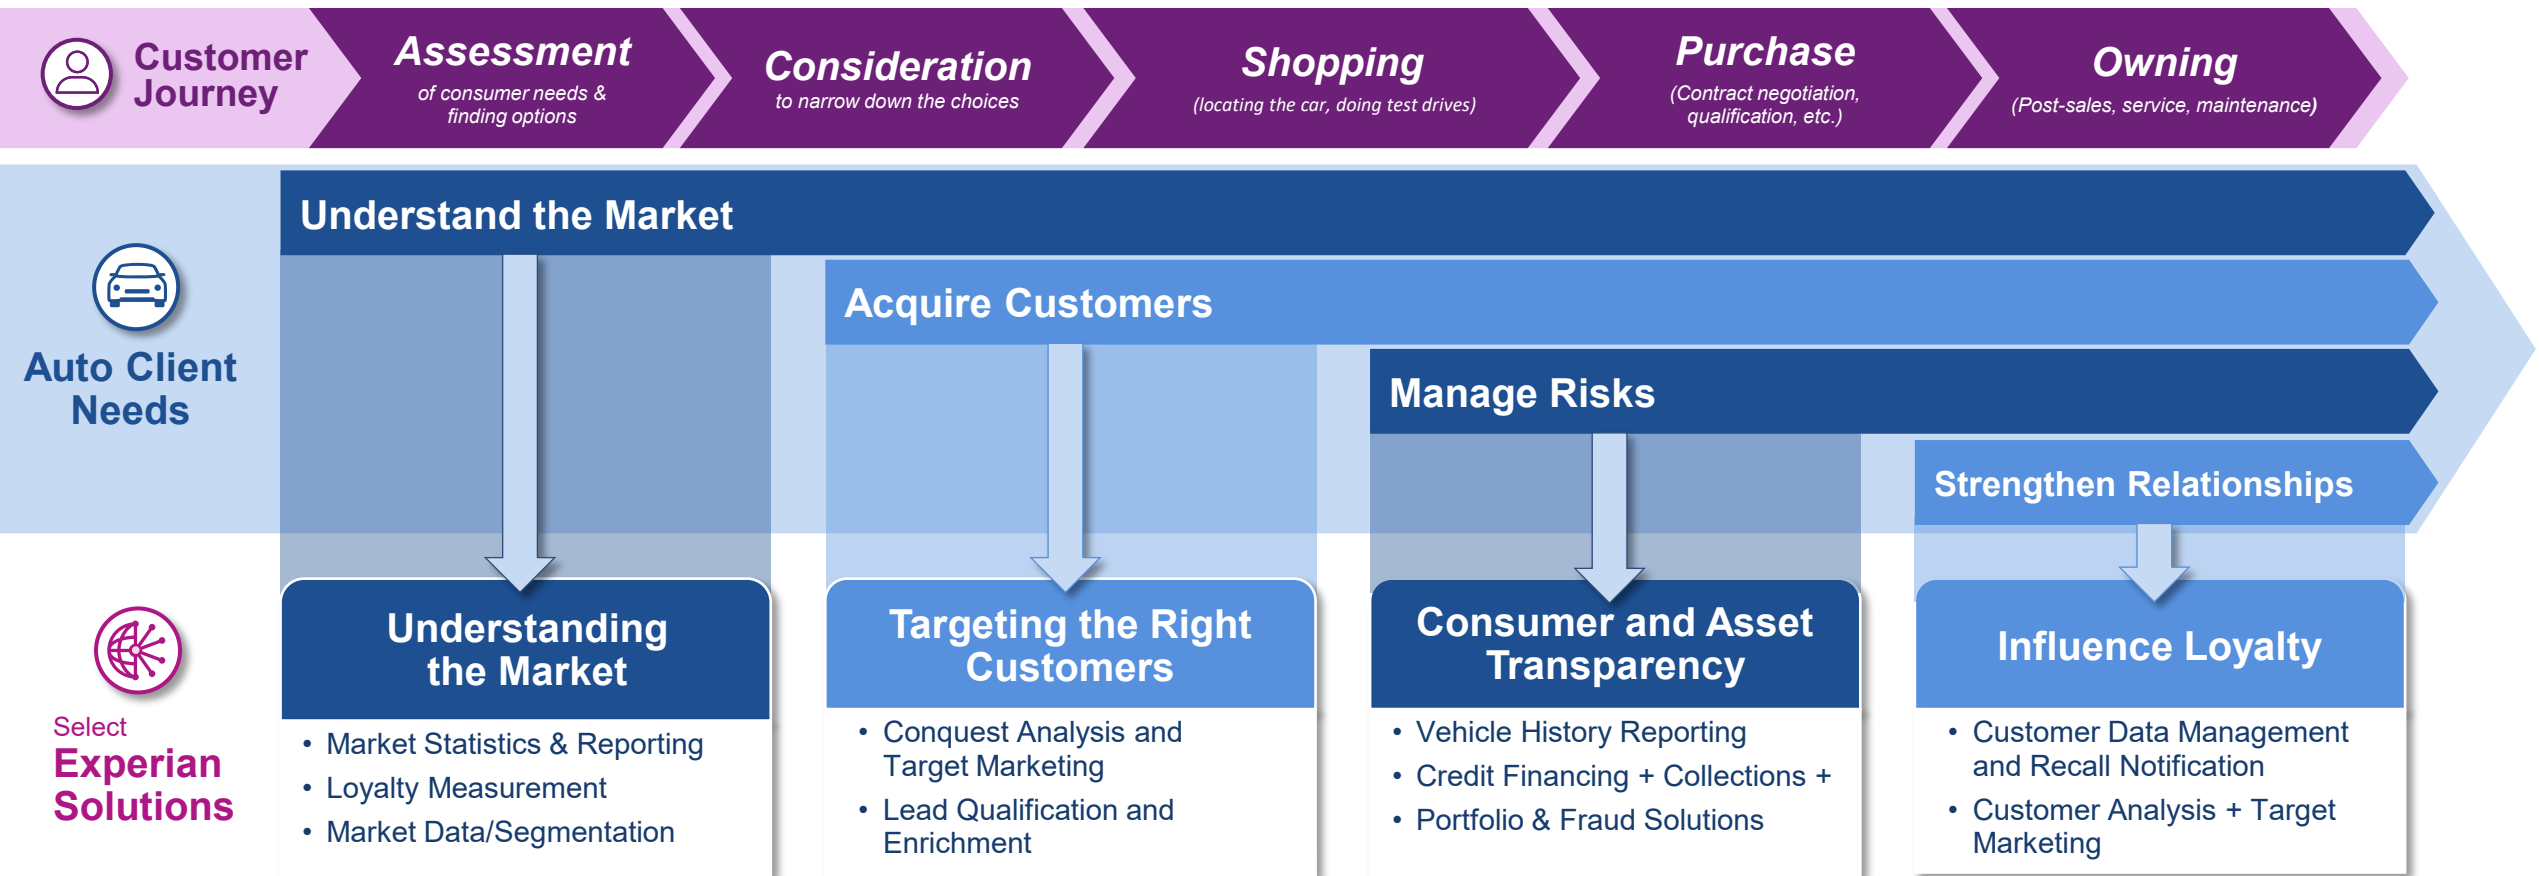 Customer
Journey
Assessment
of consumer needs &
finding options
Consideration
to narrow down the choices
Shopping
(locating the car, doing test drives)
Purchase
(Contract negotiation,
qualification, etc.)
Owning
(Post-sales, service, maintenance)
Auto Client
Needs
Understand the Market
Acquire Customers
Manage Risks
Strengthen Relationships
Select
Experian
Solutions
Understanding
the Market
• Market Statistics & Reporting
• Loyalty Measurement
• Market Data/Segmentation
Targeting the Right
Customers
• Conquest Analysis and
Target Marketing
• Lead Qualification and
Enrichment
Consumer and Asset
Transparency
• Vehicle History Reporting
• Credit Financing + Collections +
• Portfolio & Fraud Solutions
Influence Loyalty
• Customer Data Management
and Recall Notification
• Customer Analysis + Target
Marketing